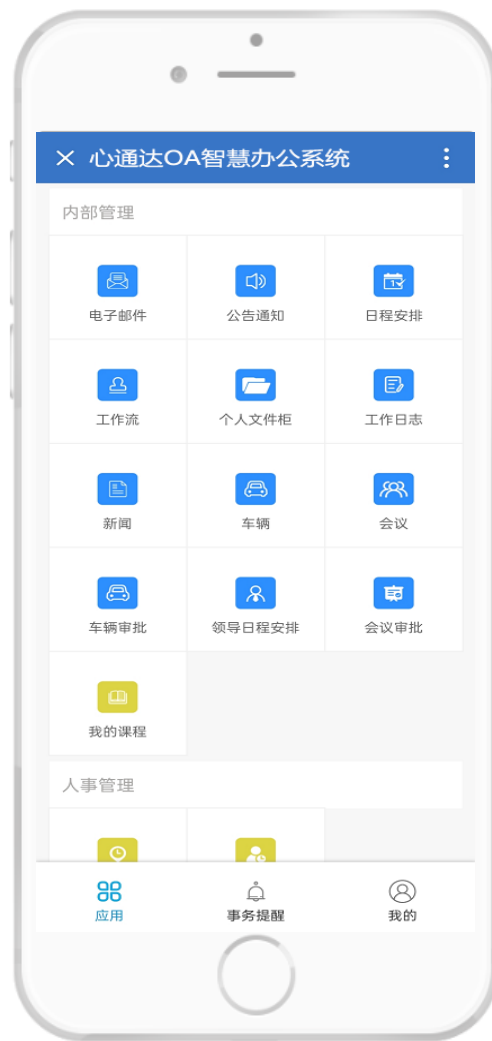 心通达OA智慧办公系统
内部管理
电子邮件 公告通知 日程安排
工作流 个人文件柜 工作日志
新闻 车辆 会议
车辆审批 领导日程安排 会议审批
我的课程
人事管理
应用 事务提醒 我的